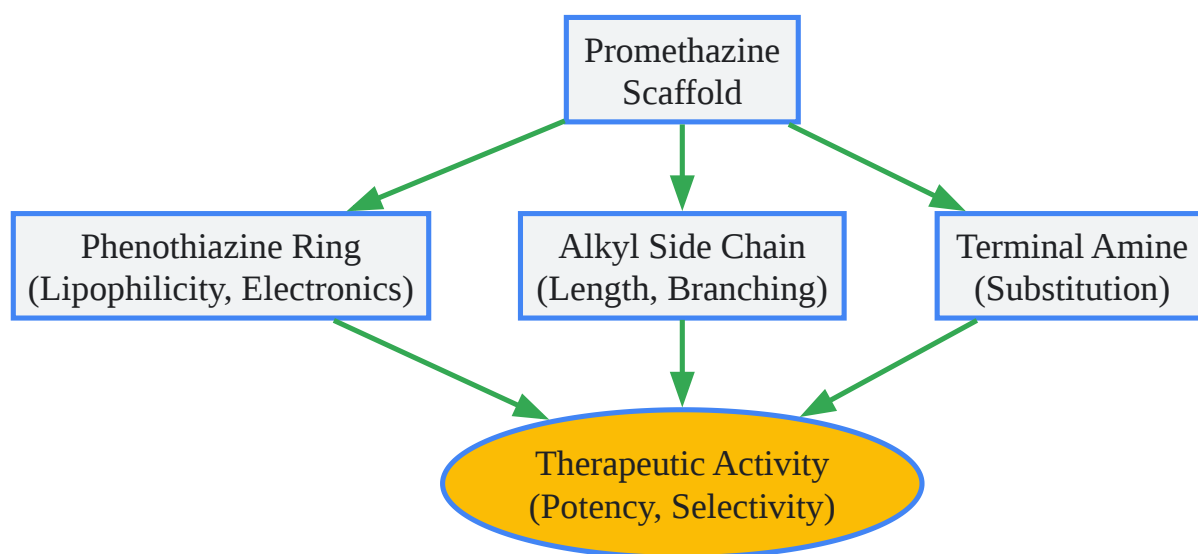 Promethazine
Scaffold
Phenothiazine Ring
(Lipophilicity, Electronics)
Alkyl Side Chain
(Length, Branching)
Terminal Amine
(Substitution)
Therapeutic Activity
(Potency, Selectivity)